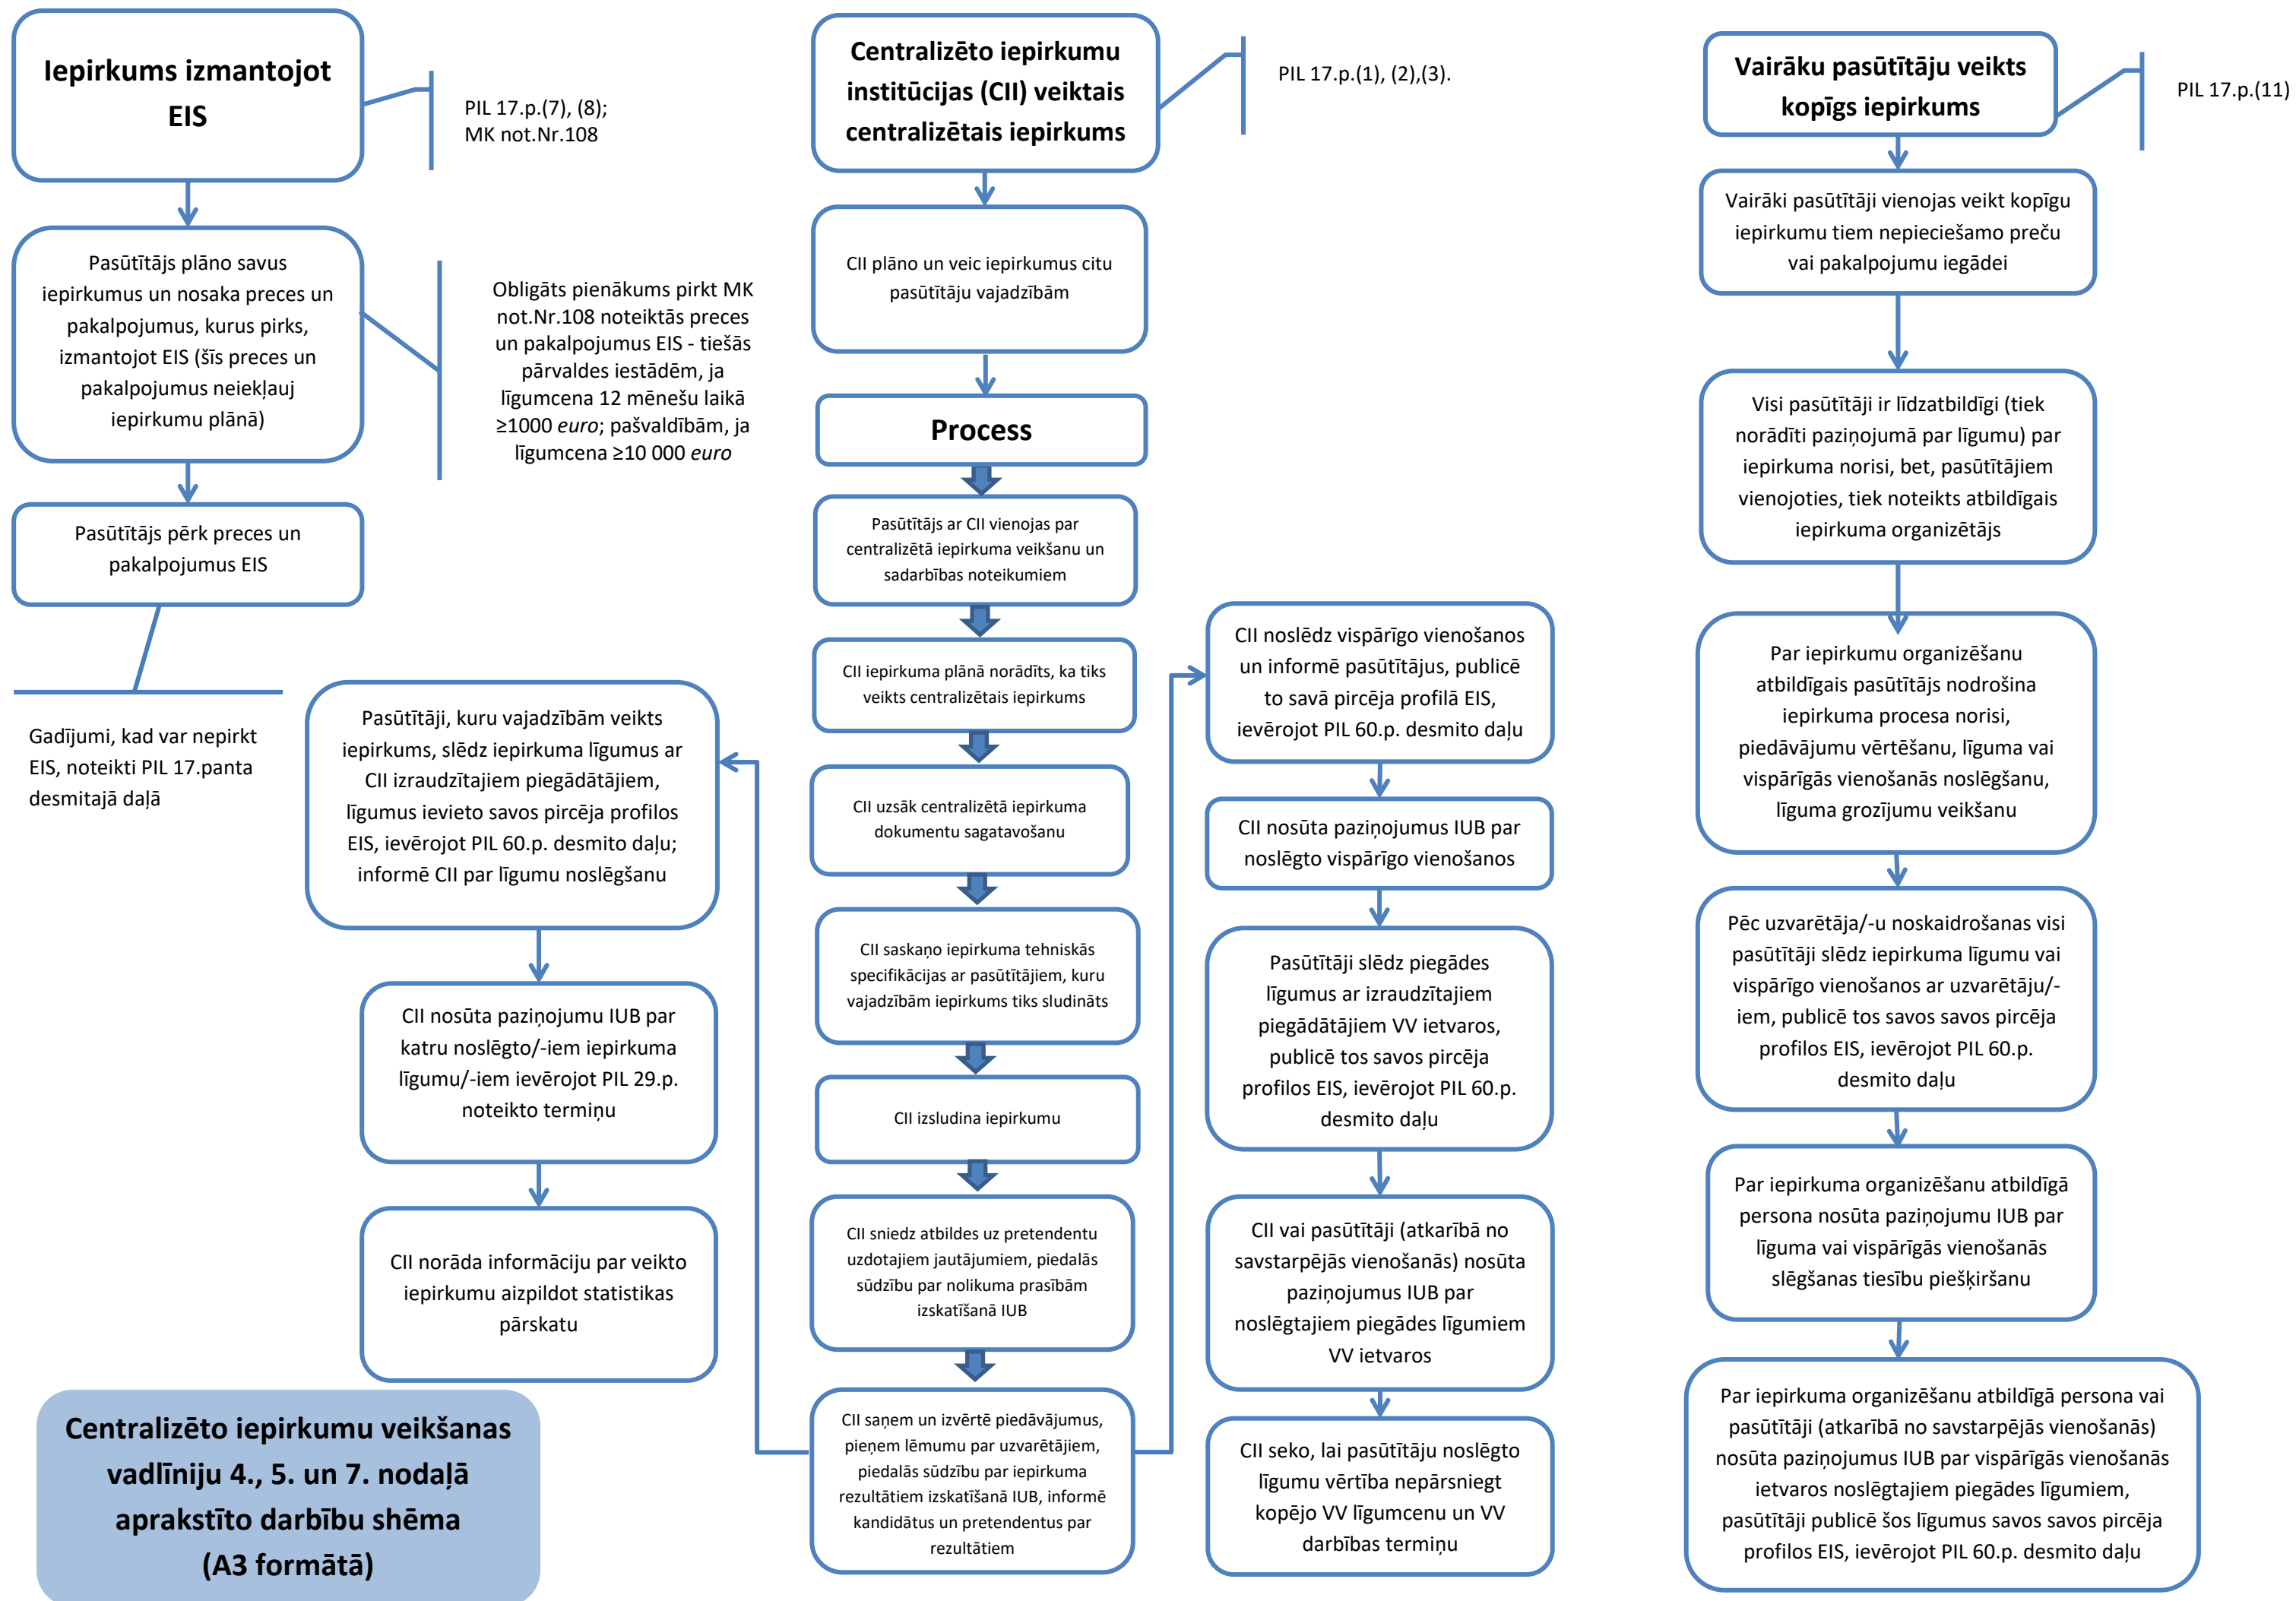 Iepirkums izmantojot
EIS
PIL 17.p.(7), (8);
MK not.Nr.108
Pasūtītājs plāno savus
iepirkumus un nosaka preces un
pakalpojumus, kurus pirks,
izmantojot EIS (šīs preces un
pakalpojumus neiekļauj
iepirkumu plānā)
Obligāts pienākums pirkt MK
not.Nr.108 noteiktās preces
un pakalpojumus EIS - tiešās
pārvaldes iestādēm, ja
līgumcena 12 mēnešu laikā
≥1000 euro; pašvaldībām, ja
līgumcena ≥10 000 euro
Pasūtītājs pērk preces un
pakalpojumus EIS
Gadījumi, kad var nepirkt
EIS, noteikti PIL 17.panta
desmitajā daļā
Centralizēto iepirkumu
institūcijas (CII) veiktais
centralizētais iepirkums
PIL 17.p.(1), (2),(3).
CII plāno un veic iepirkumus citu
pasūtītāju vajadzībām
Process
Pasūtītājs ar CII vienojas par
centralizētā iepirkuma veikšanu un
sadarbības noteikumiem
CII iepirkuma plānā norādīts, ka tiks
veikts centralizētais iepirkums
CII uzsāk centralizētā iepirkuma
dokumentu sagatavošanu
CII saskaņo iepirkuma tehniskās
specifikācijas ar pasūtītājiem, kuru
vajadzībām iepirkums tiks sludināts
CII izsludina iepirkumu
CII sniedz atbildes uz pretendentu
uzdotajiem jautājumiem, piedalās
sūdzību par nolikuma prasībām
izskatīšanā IUB
CII saņem un izvērtē piedāvājumus,
pieņem lēmumu par uzvarētājiem,
piedalās sūdzību par iepirkuma
rezultātiem izskatīšanā IUB, informē
kandidātus un pretendentus par
rezultātiem
Pasūtītāji, kuru vajadzībām veikts
iepirkums, slēdz iepirkuma līgumus ar
CII izraudzītajiem piegādātājiem,
līgumus ievieto savos pircēja profilos
EIS, ievērojot PIL 60.p. desmito daļu;
informē CII par līgumu noslēgšanu
CII nosūta paziņojumu IUB par
katru noslēgto/-iem iepirkuma
līgumu/-iem ievērojot PIL 29.p.
noteikto termiņu
CII norāda informāciju par veikto
iepirkumu aizpildot statistikas
pārskatu
CII noslēdz vispārīgo vienošanos
un informē pasūtītājus, publicē
to savā pircēja profilā EIS,
ievērojot PIL 60.p. desmito daļu
CII nosūta paziņojumus IUB par
noslēgto vispārīgo vienošanos
Pasūtītāji slēdz piegādes
līgumus ar izraudzītajiem
piegādātājiem VV ietvaros,
publicē tos savos pircēja
profilos EIS, ievērojot PIL 60.p.
desmito daļu
CII vai pasūtītāji (atkarībā no
savstarpējās vienošanās) nosūta
paziņojumus IUB par
noslēgtajiem piegādes līgumiem
VV ietvaros
CII seko, lai pasūtītāju noslēgto
līgumu vērtība nepārsniegt
kopējo VV līgumcenu un VV
darbības termiņu
Vairāku pasūtītāju veikts
kopīgs iepirkums
PIL 17.p.(11)
Vairāki pasūtītāji vienojas veikt kopīgu
iepirkumu tiem nepieciešamo preču
vai pakalpojumu iegādei
Visi pasūtītāji ir līdzatbildīgi (tiek
norādīti paziņojumā par līgumu) par
iepirkuma norisi, bet, pasūtītājiem
vienojoties, tiek noteikts atbildīgais
iepirkuma organizētājs
Par iepirkumu organizēšanu
atbildīgais pasūtītājs nodrošina
iepirkuma procesa norisi,
piedāvājumu vērtēšanu, līguma vai
vispārīgās vienošanās noslēgšanu,
līguma grozījumu veikšanu
Pēc uzvarētāja/-u noskaidrošanas visi
pasūtītāji slēdz iepirkuma līgumu vai
vispārīgo vienošanos ar uzvarētāju/-
iem, publicē tos savos savos pircēja
profilos EIS, ievērojot PIL 60.p.
desmito daļu
Par iepirkuma organizēšanu atbildīgā
persona nosūta paziņojumu IUB par
līguma vai vispārīgās vienošanās
slēgšanas tiesību piešķiršanu
Par iepirkuma organizēšanu atbildīgā persona vai
pasūtītāji (atkarībā no savstarpējās vienošanās)
nosūta paziņojumus IUB par vispārīgās vienošanās
ietvaros noslēgtajiem piegādes līgumiem,
pasūtītāji publicē šos līgumus savos savos pircēja
profilos EIS, ievērojot PIL 60.p. desmito daļu
Centralizēto iepirkumu veikšanas
vadlīniju 4., 5. un 7. nodaļā
aprakstīto darbību shēma
(A3 formātā)